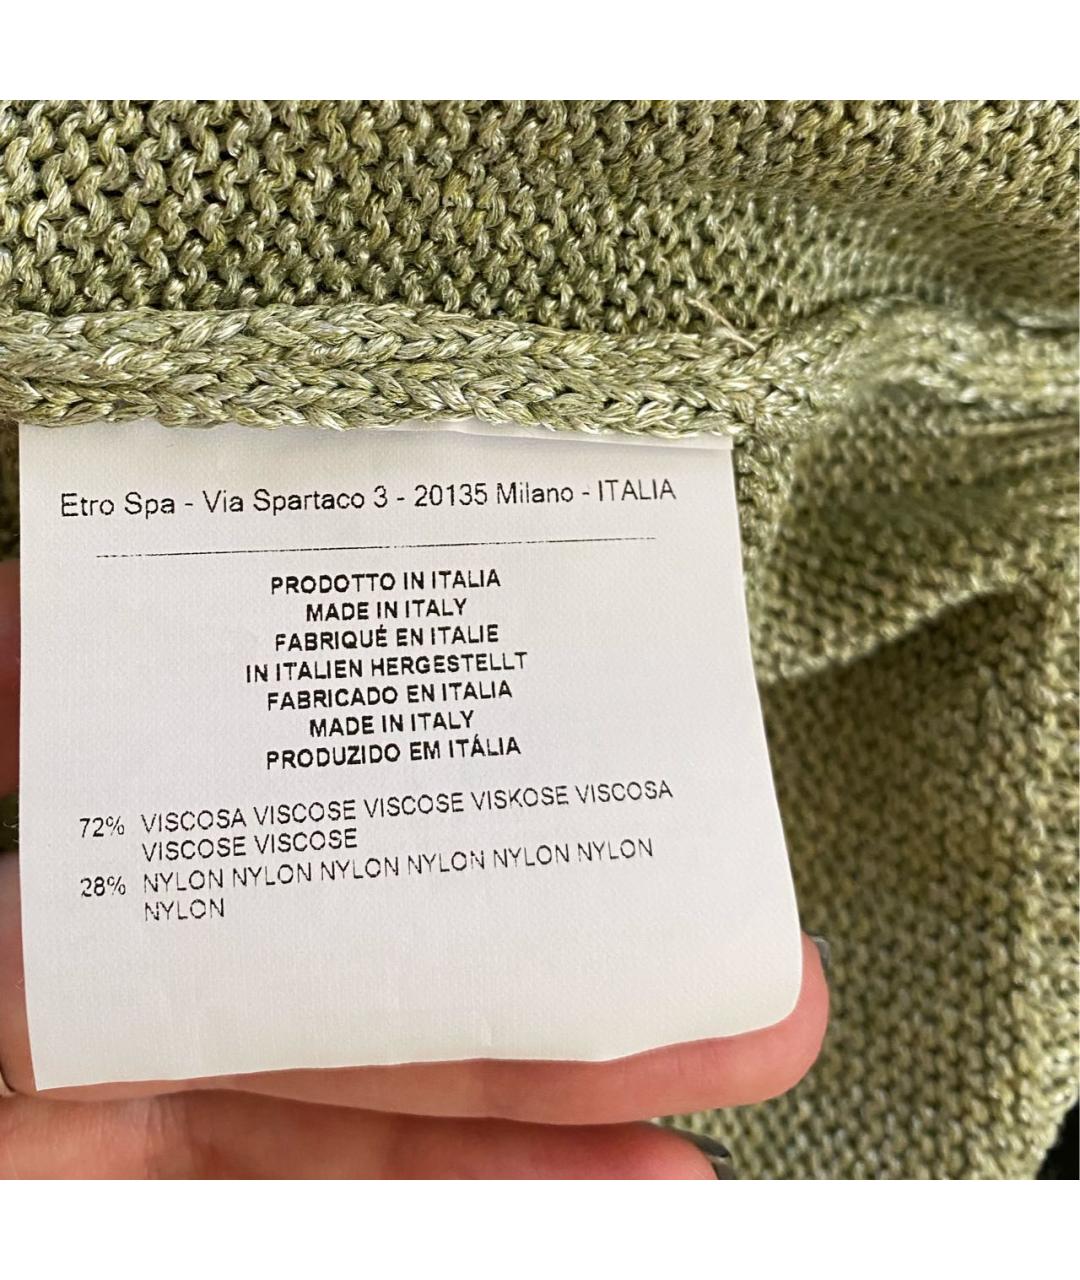 Etro Spa - Via Spartaco 3 - 20135 Milano - ITALIA
PRODOTTO IN ITALIA
MADE IN ITALY
FABRIQUÉ EN ITALIE
IN ITALIEN HERGESTELLT
FABRICADO EN ITALIA
MADE IN ITALY
PRODUZIDO EM ITÁLIA
72% VISCOSA VISCOSE VISCOSE VISKOSE VISCOSA
VISCOSE VISCOSE
28% NYLON NYLON NYLON NYLON NYLON NYLON
NYLON